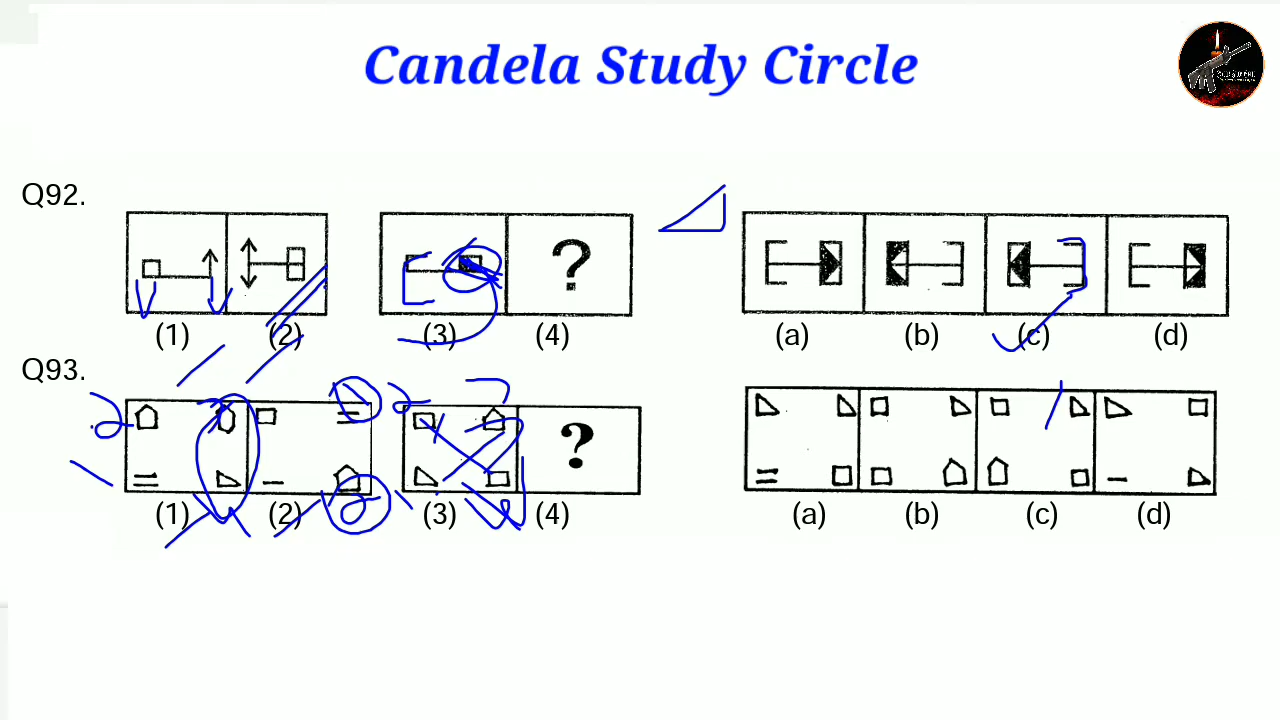 Candela Study Circle
Q92.
?
(1) (2) (3) (4) (a) (b) (c) (d)
Q93.
?
(1) (2) (3) (4) (a) (b) (c) (d)